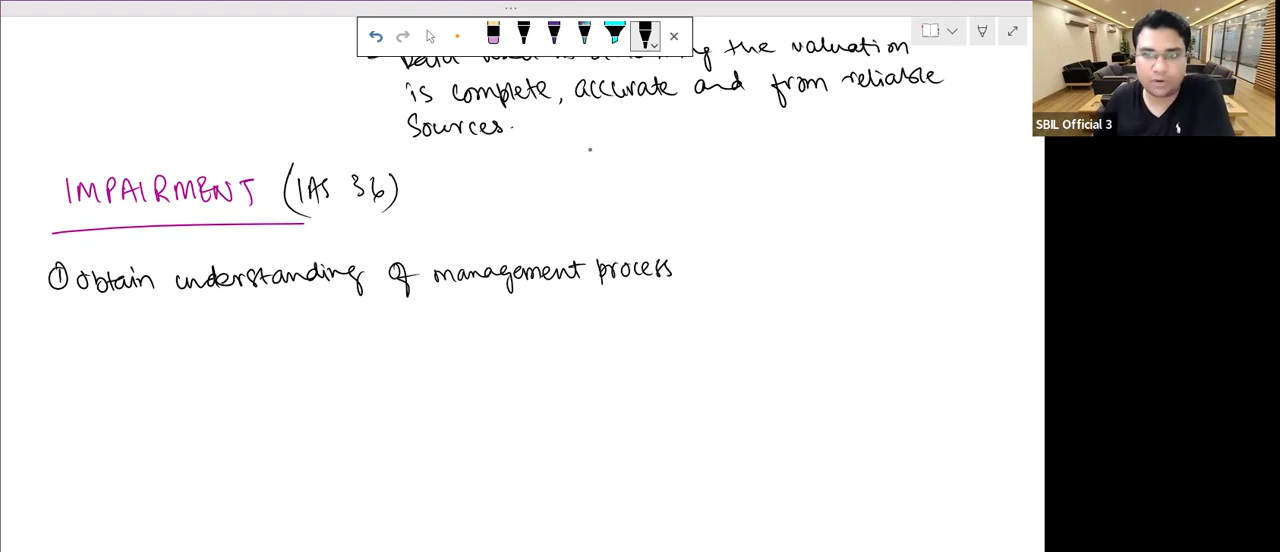 the valuation
is complete, accurate and from reliable
sources.
IMPAIRMENT (IAS 36)
① Obtain understanding of management process
SBIL Official 3